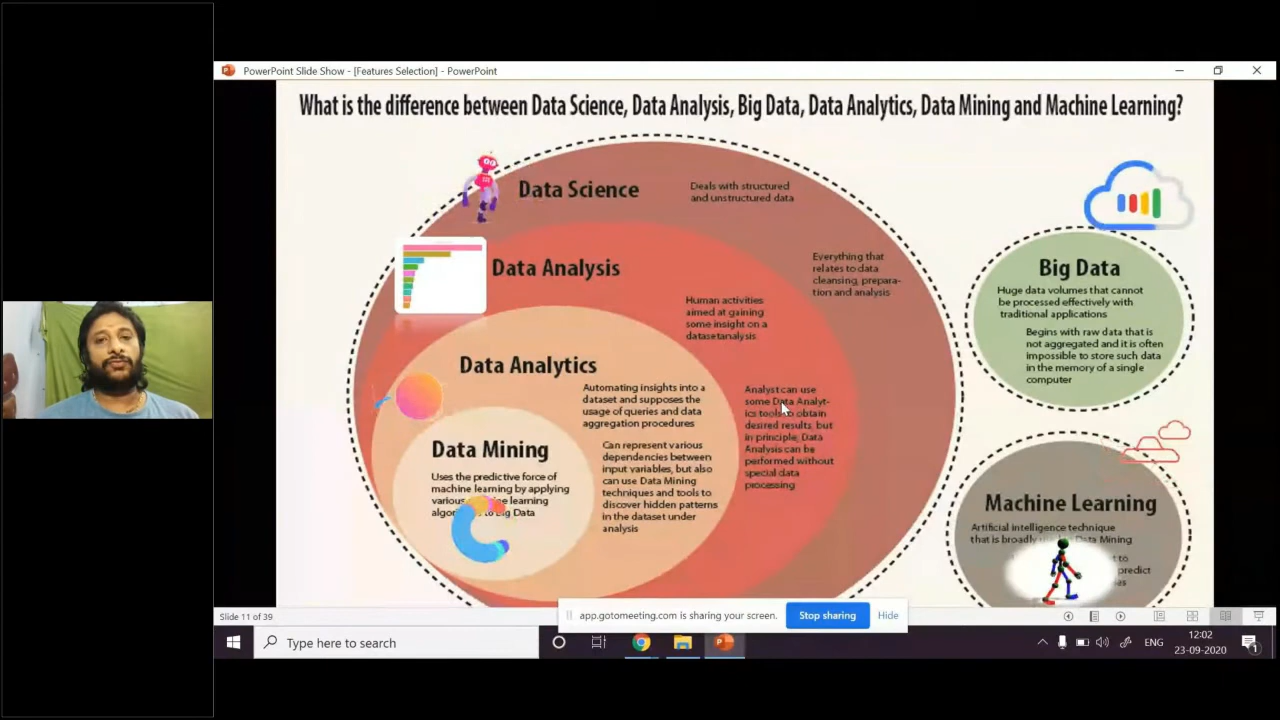 PowerPoint Slide Show - [Features Selection] - PowerPoint
What is the difference between Data Science, Data Analysis, Big Data, Data Analytics, Data Mining and Machine Learning?
Data Science
Deals with structured
and unstructured data
Everything that
relates to data
cleansing, prepara-
tion and analysis
Data Analysis
Human activities
aimed at gaining
some insight on a
datasetanalysis
Analyst can use
some Data Analyt-
ics tools to obtain
desired results, but
in principle, Data
Analysis can be
performed without
special data
processing
Data Analytics
Automating insights into a
dataset and supposes the
usage of queries and data
aggregation procedures
Can represent various
dependencies between
input variables, but also
can use Data Mining
techniques and tools to
discover hidden patterns
in the dataset under
analysis
Data Mining
Uses the predictive force of
machine learning by applying
various learning
to Big Data
Big Data
Huge data volumes that cannot
be processed effectively with
traditional applications
Begins with raw data that is
not aggregated and it is often
impossible to store such data
in the memory of a single
computer
Machine Learning
Artificial intelligence technique
that is broadly Data Mining
to
predict
Slide 11 of 39
app.gotomeeting.com is sharing your screen.
Stop sharing
Hide
Type here to search
ENG
12:02
23-09-2020
1